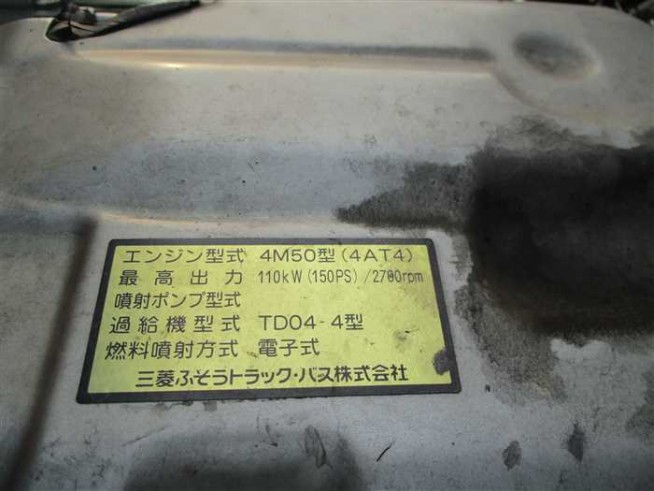 エンジン型式 4M50型(4AT4)
最高出力 110kW(150PS)/2700rpm
噴射ポンプ型式
過給機型式 TD04-4型
燃料噴射方式 電子式
三菱ふそうトラック・バス株式会社